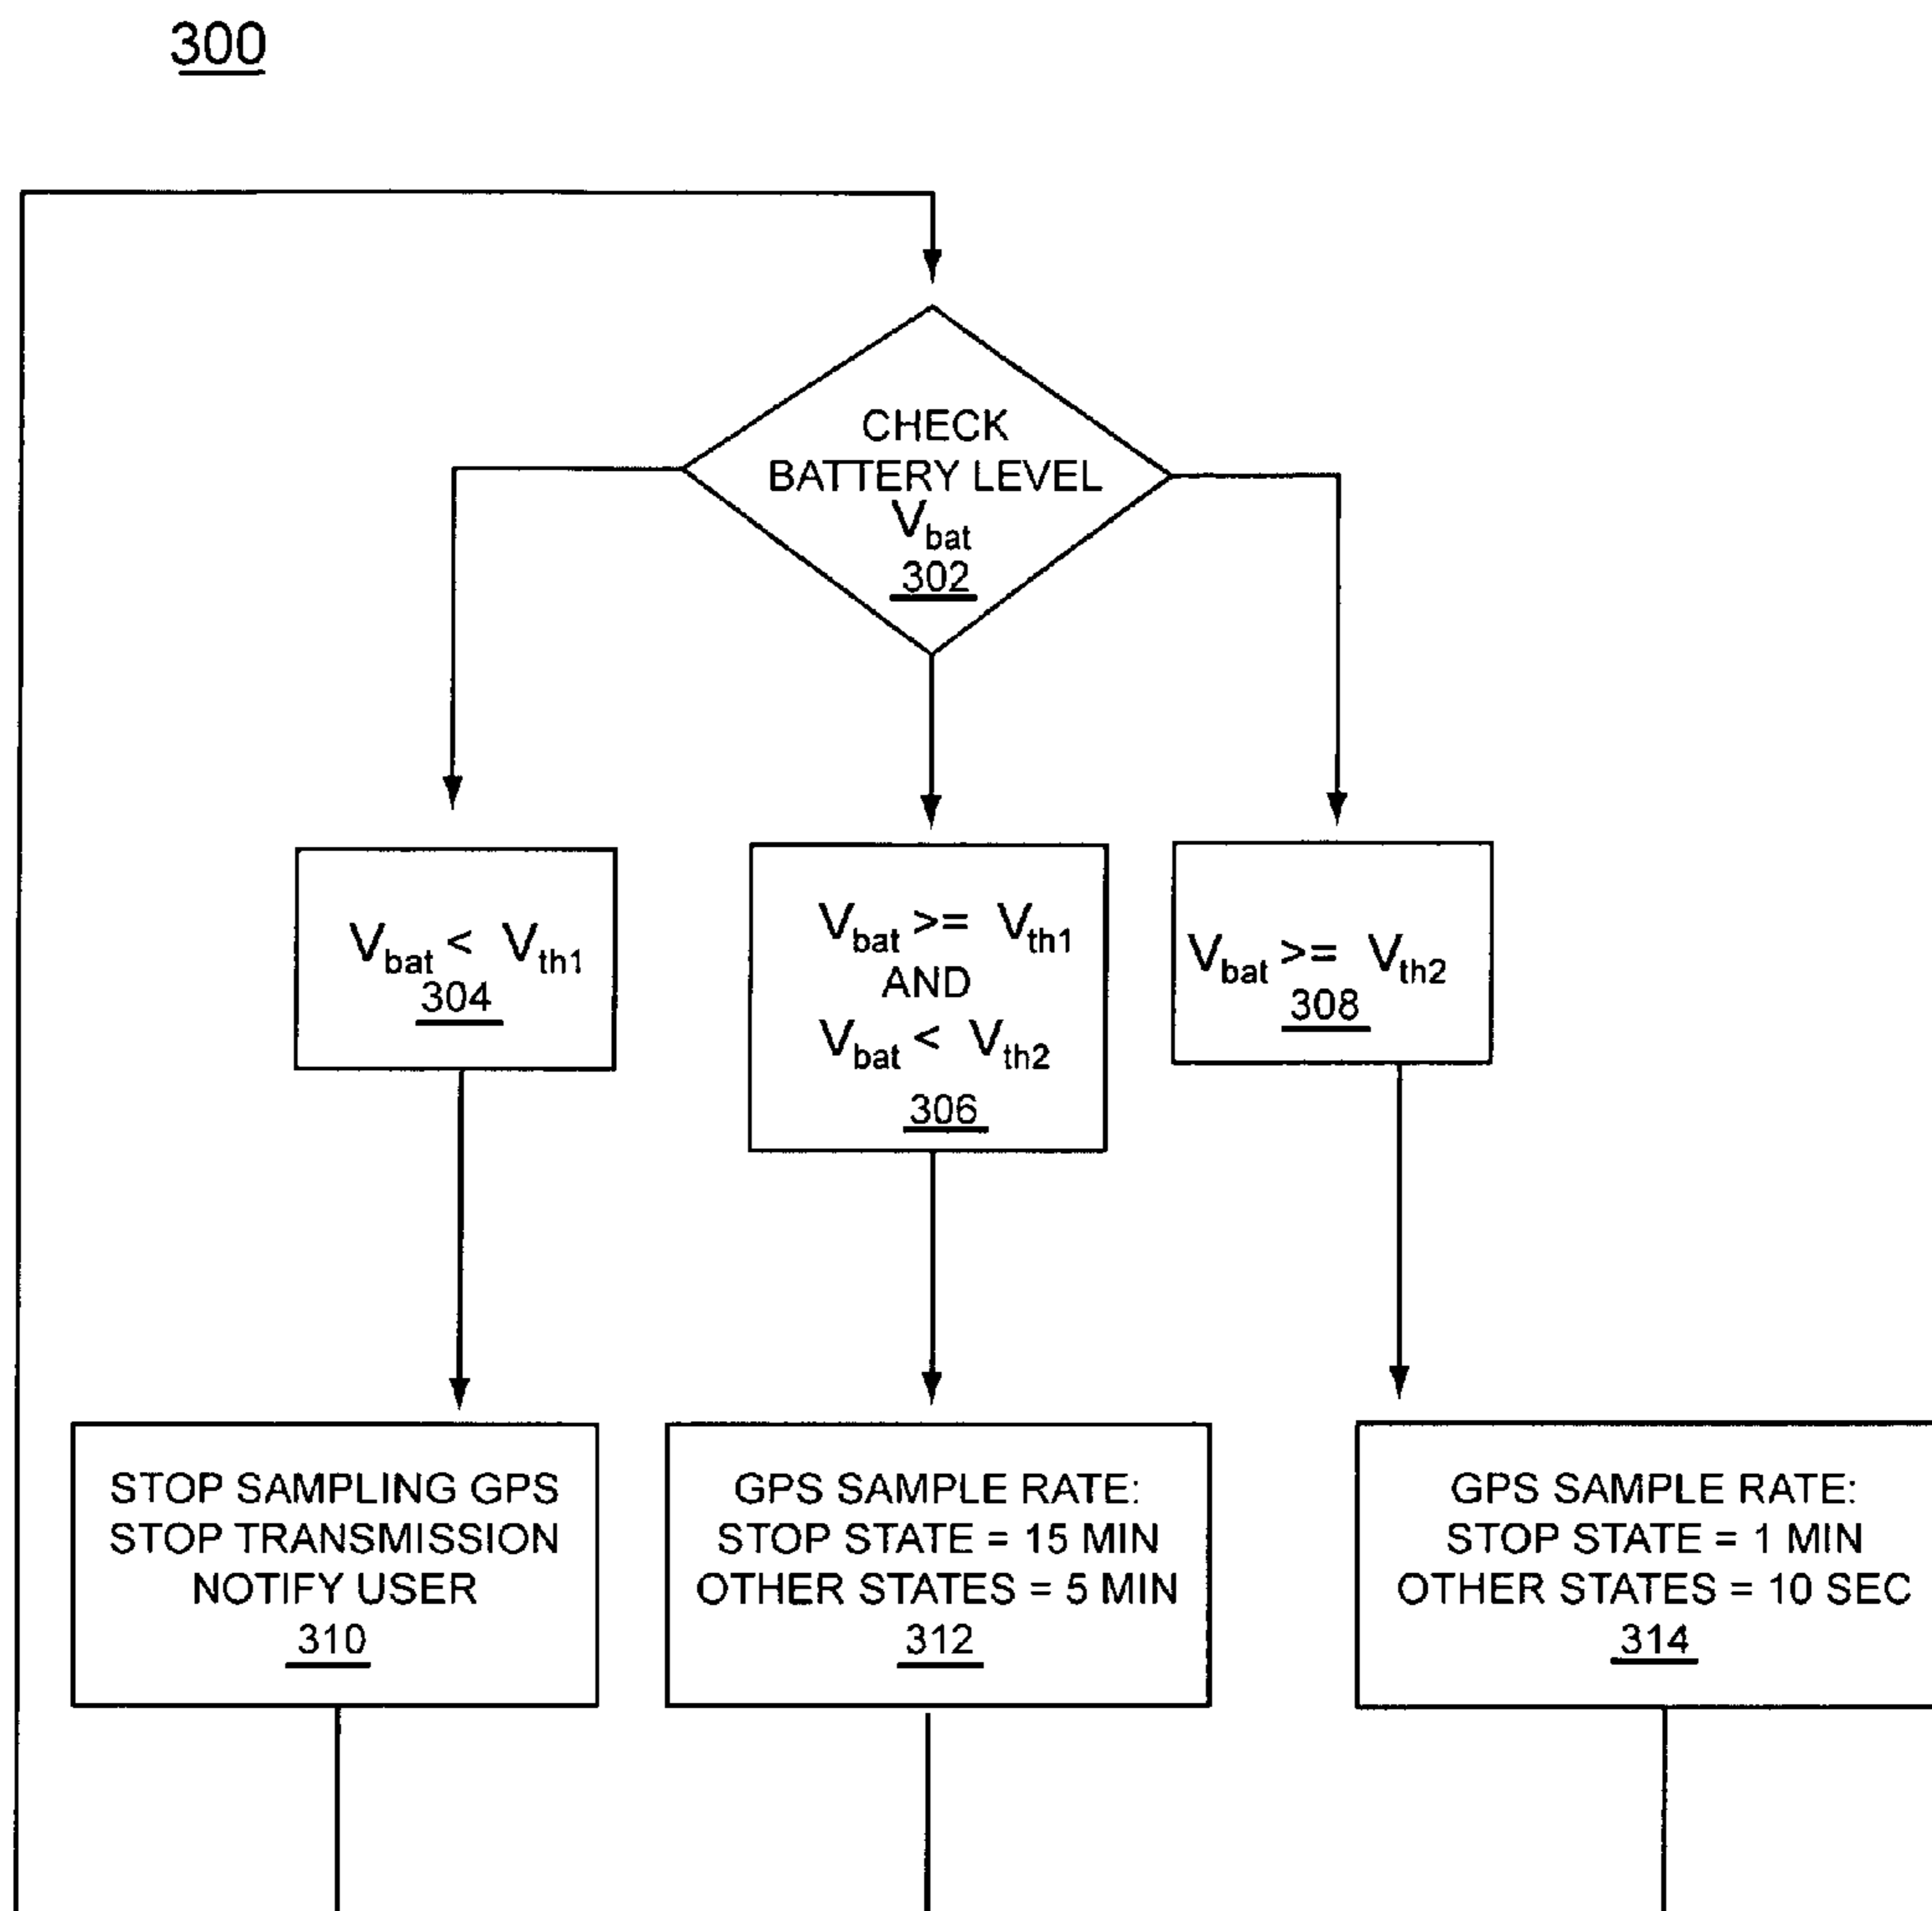 300
CHECK
BATTERY LEVEL
Vbat
302
Vbat < Vth1
304
Vbat >= Vth1
AND
Vbat < Vth2
306
Vbat >= Vth2
308
STOP SAMPLING GPS
STOP TRANSMISSION
NOTIFY USER
310
GPS SAMPLE RATE:
STOP STATE = 15 MIN
OTHER STATES = 5 MIN
312
GPS SAMPLE RATE:
STOP STATE = 1 MIN
OTHER STATES = 10 SEC
314